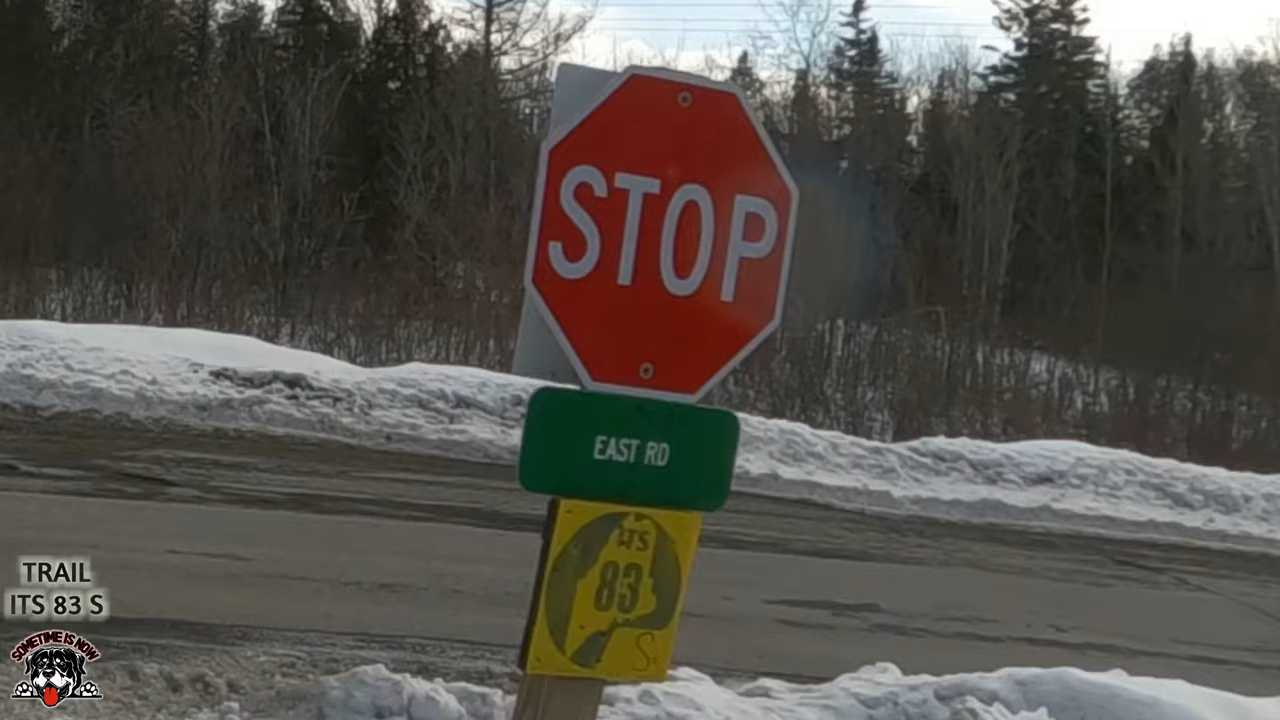 STOP
EAST RD
ITS
83
S
TRAIL
ITS 83 S
SOMETIME IS NOW